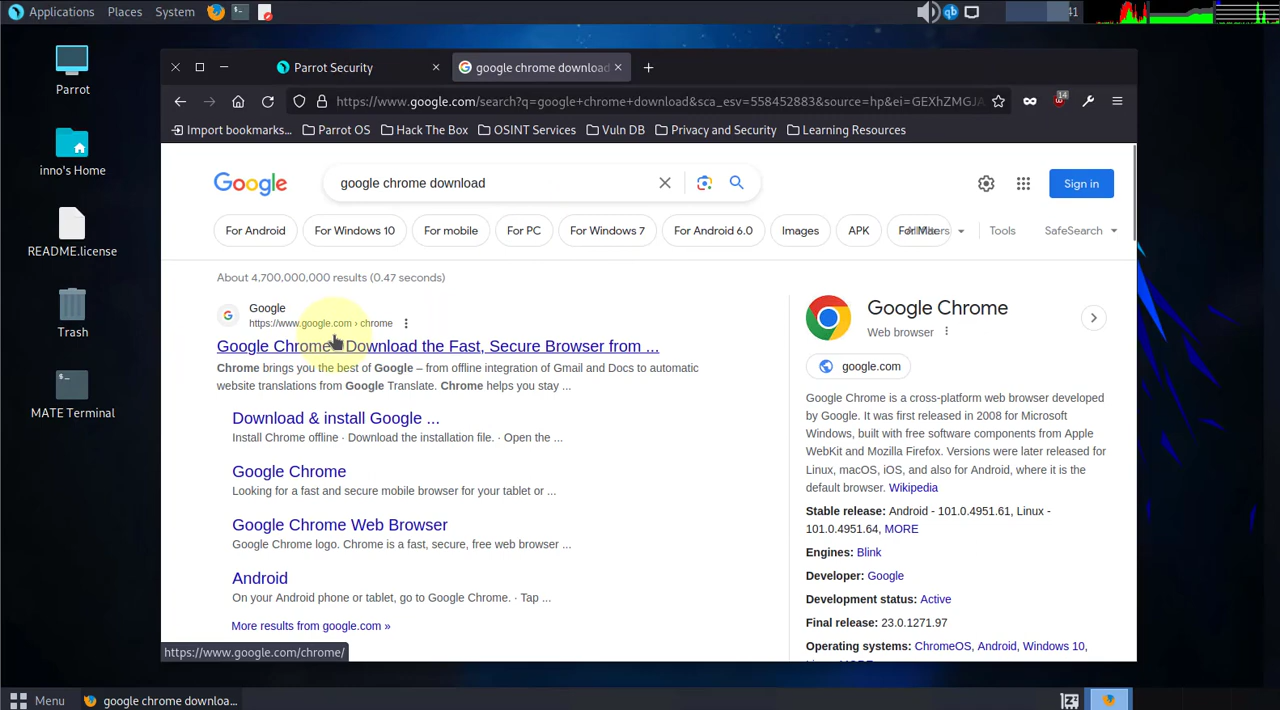 Applications Places System
41
Parrot
inno's Home
README.license
Trash
MATE Terminal
Parrot Security
google chrome download
https://www.google.com/search?q=google+chrome+download&sca_esv=558452883&source=hp&ei=GEXhZMGJA
14
Import bookmarks... Parrot OS Hack The Box OSINT Services Vuln DB Privacy and Security Learning Resources
Google
google chrome download
Sign in
For Android For Windows 10 For mobile For PC For Windows 7 For Android 6.0 Images APK For Mac All filters Tools SafeSearch
About 4,700,000,000 results (0.47 seconds)
Google
https://www.google.com › chrome
Google Chrome - Download the Fast, Secure Browser from ...
Chrome brings you the best of Google – from offline integration of Gmail and Docs to automatic
website translations from Google Translate. Chrome helps you stay ...
Download & install Google ...
Install Chrome offline · Download the installation file. · Open the ...
Google Chrome
Looking for a fast and secure mobile browser for your tablet or ...
Google Chrome Web Browser
Google Chrome logo. Chrome is a fast, secure, free web browser ...
Android
On your Android phone or tablet, go to Google Chrome. · Tap ...
More results from google.com »
https://www.google.com/chrome/
Google Chrome
Web browser
google.com
Google Chrome is a cross-platform web browser developed
by Google. It was first released in 2008 for Microsoft
Windows, built with free software components from Apple
WebKit and Mozilla Firefox. Versions were later released for
Linux, macOS, iOS, and also for Android, where it is the
default browser. Wikipedia
Stable release: Android - 101.0.4951.61, Linux -
101.0.4951.64, MORE
Engines: Blink
Developer: Google
Development status: Active
Final release: 23.0.1271.97
Operating systems: ChromeOS, Android, Windows 10,
Menu google chrome downloa...